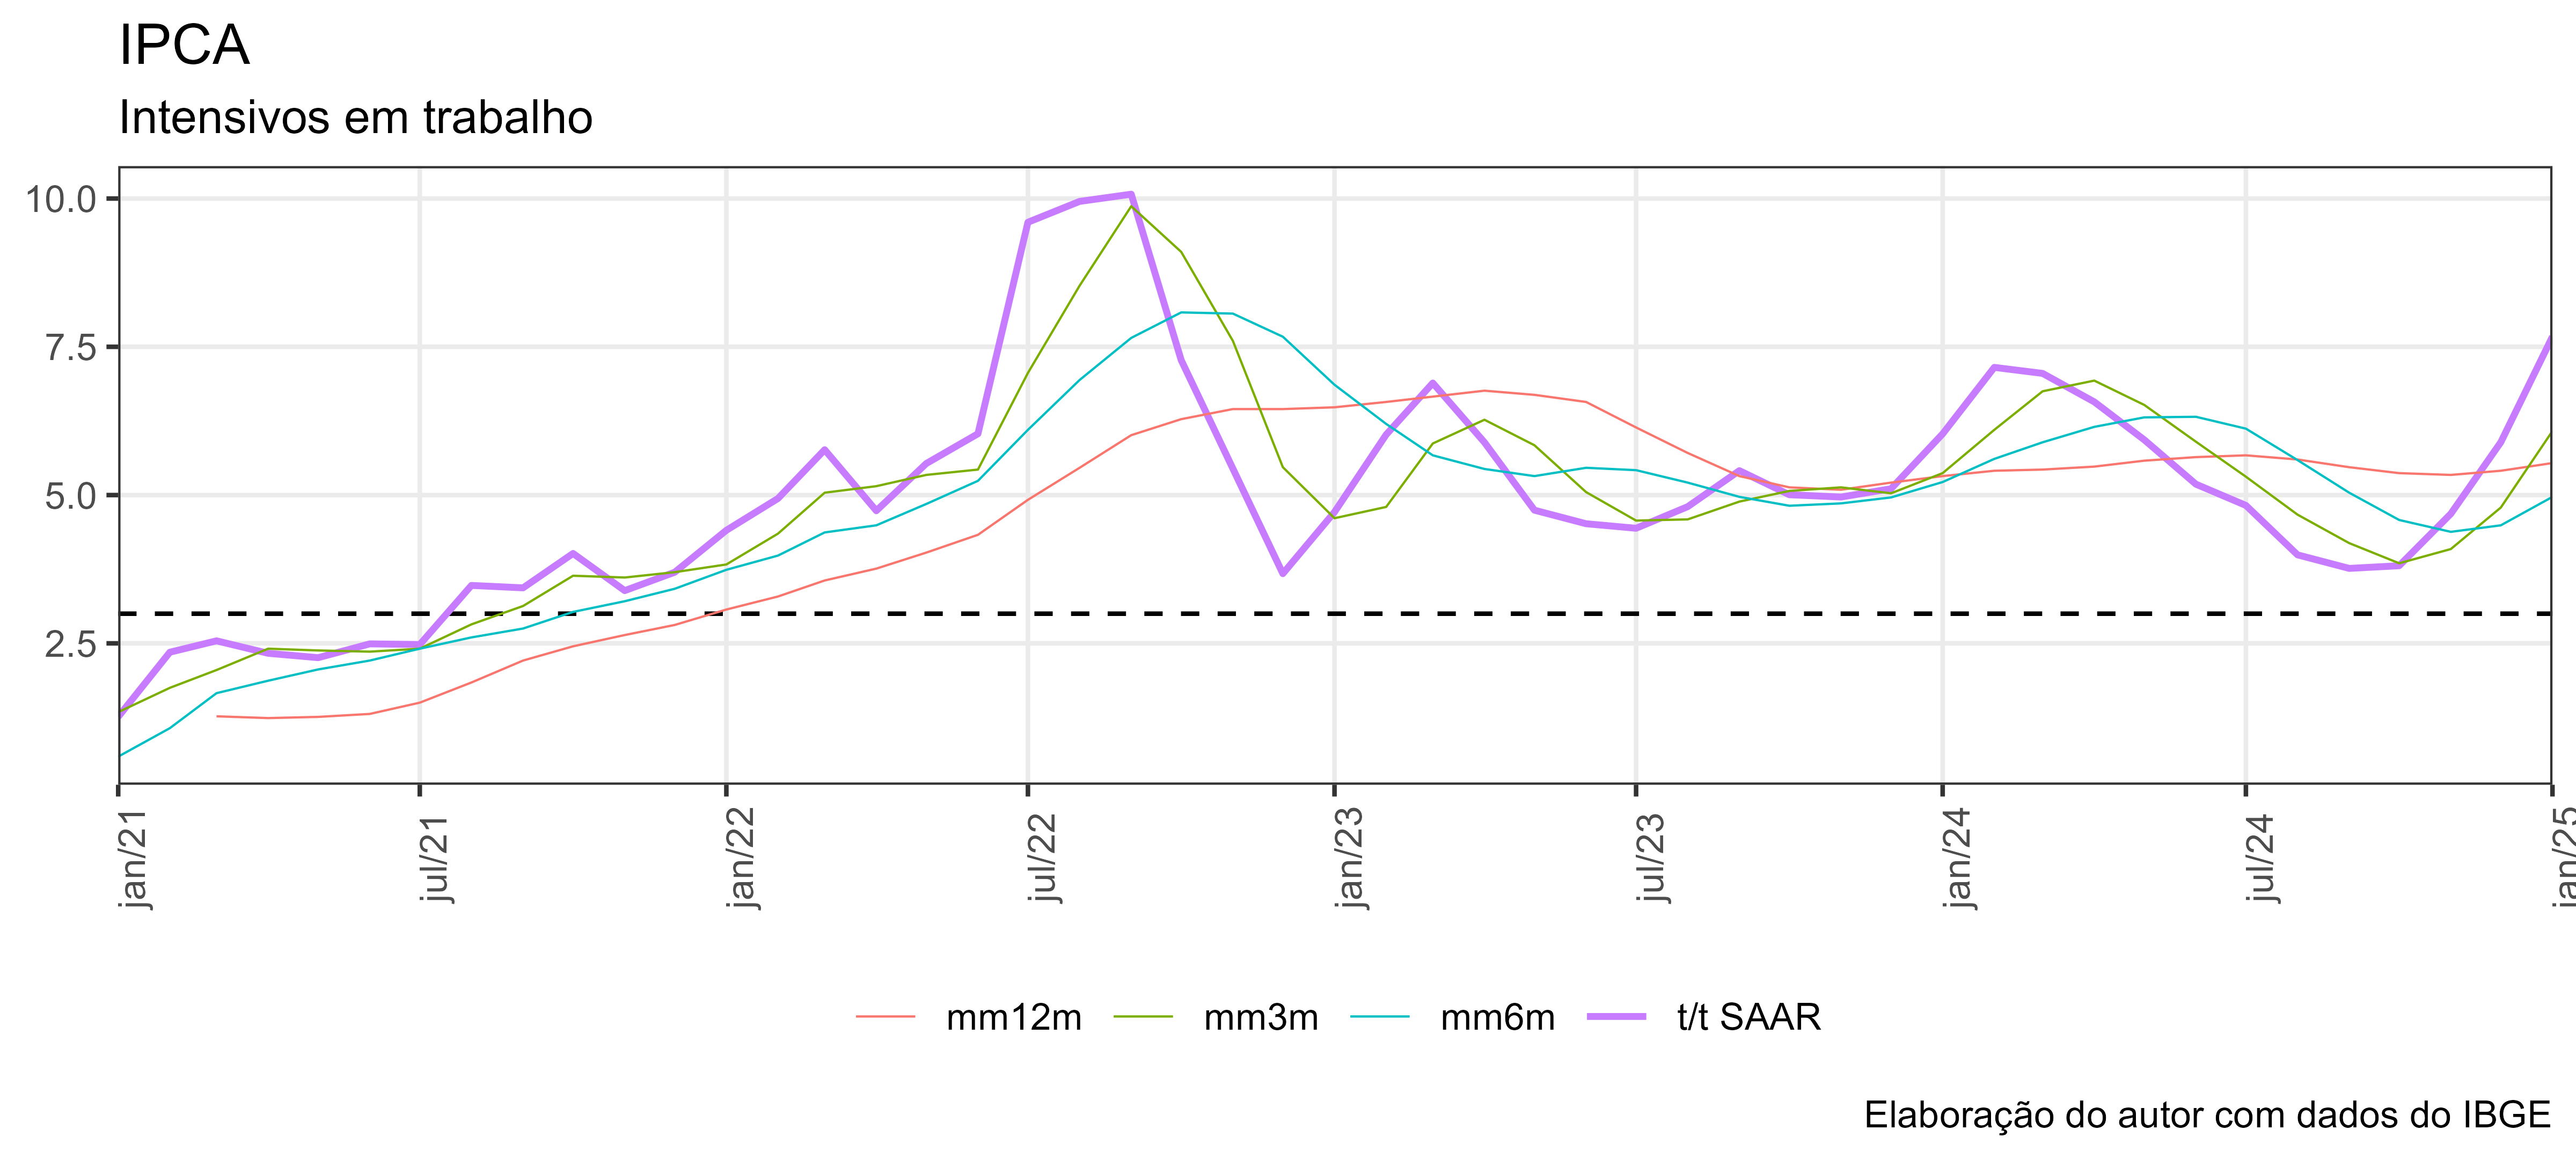 IPCA
Intensivos em trabalho
10.0
7.5
5.0
2.5
jan/21
jul/21
jan/22
jul/22
jan/23
jul/23
jan/24
jul/24
jan/25
mm12m mm3m mm6m t/t SAAR
Elaboração do autor com dados do IBGE